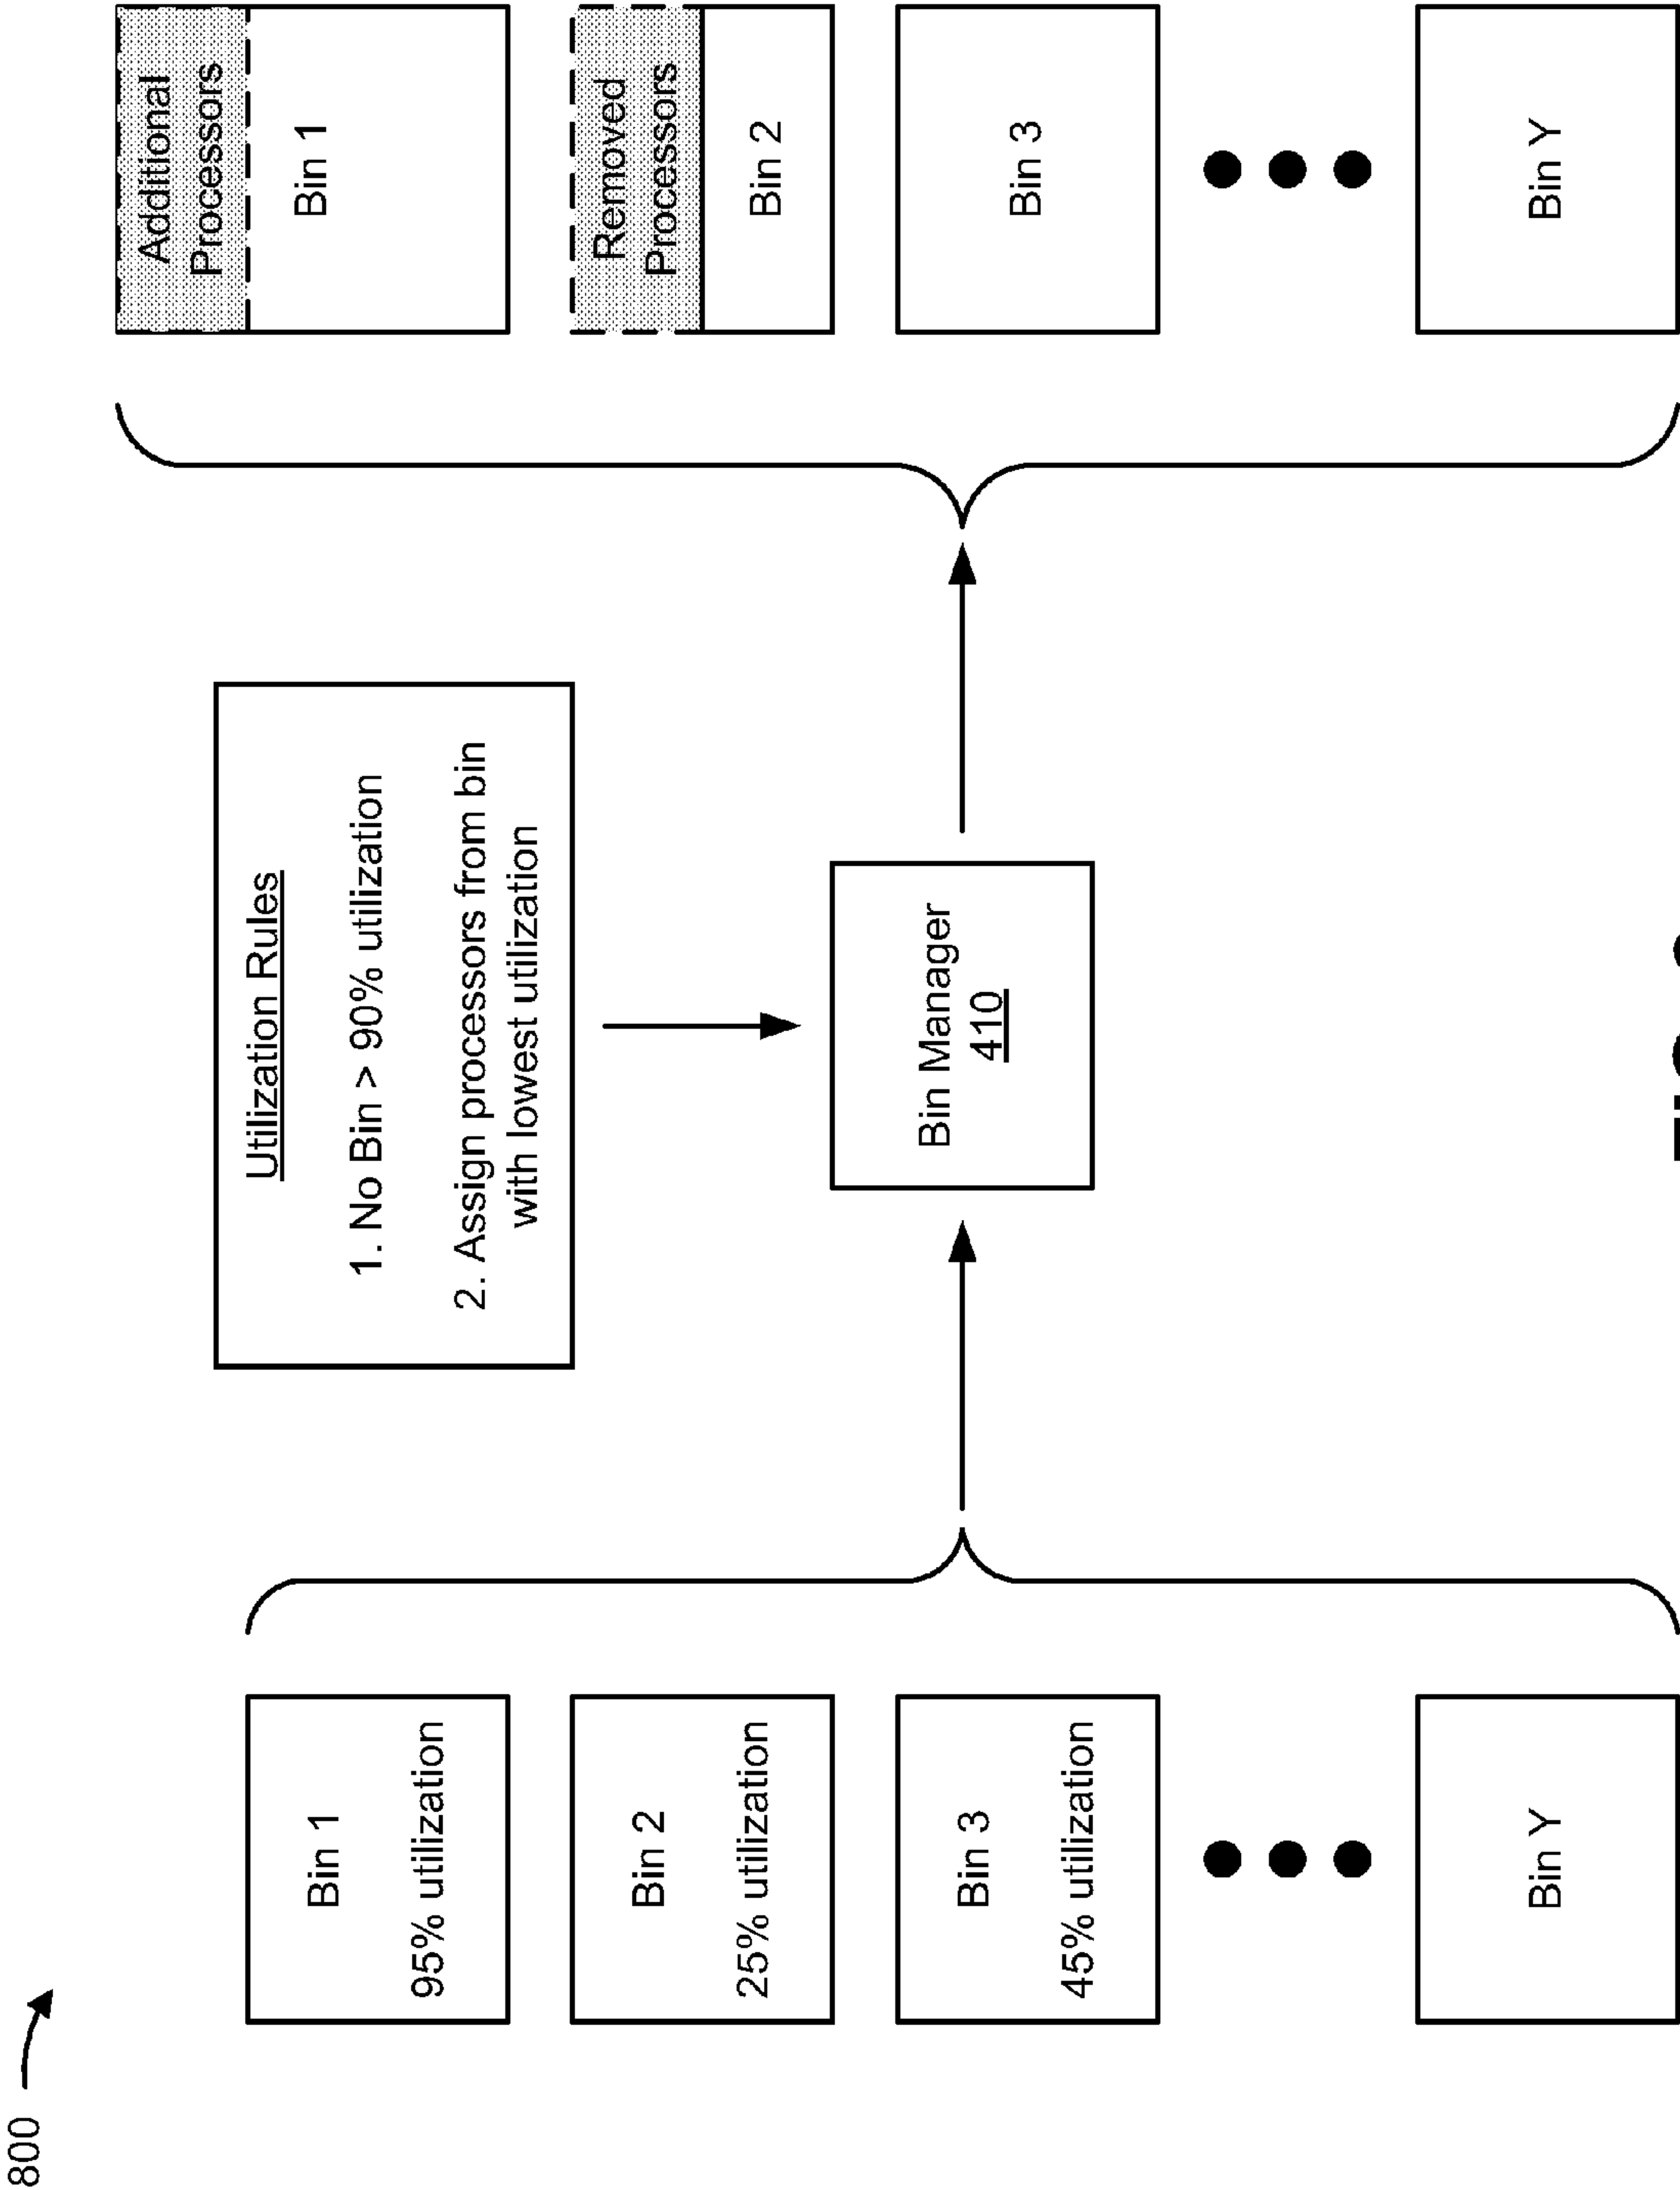 800
Bin 1
95% utilization
Bin 2
25% utilization
Bin 3
45% utilization
Bin Y
Utilization Rules
1. No Bin > 90% utilization
2. Assign processors from bin
with lowest utilization
Bin Manager
410
Additional
Processors
Bin 1
Removed
Processors
Bin 2
Bin 3
Bin Y